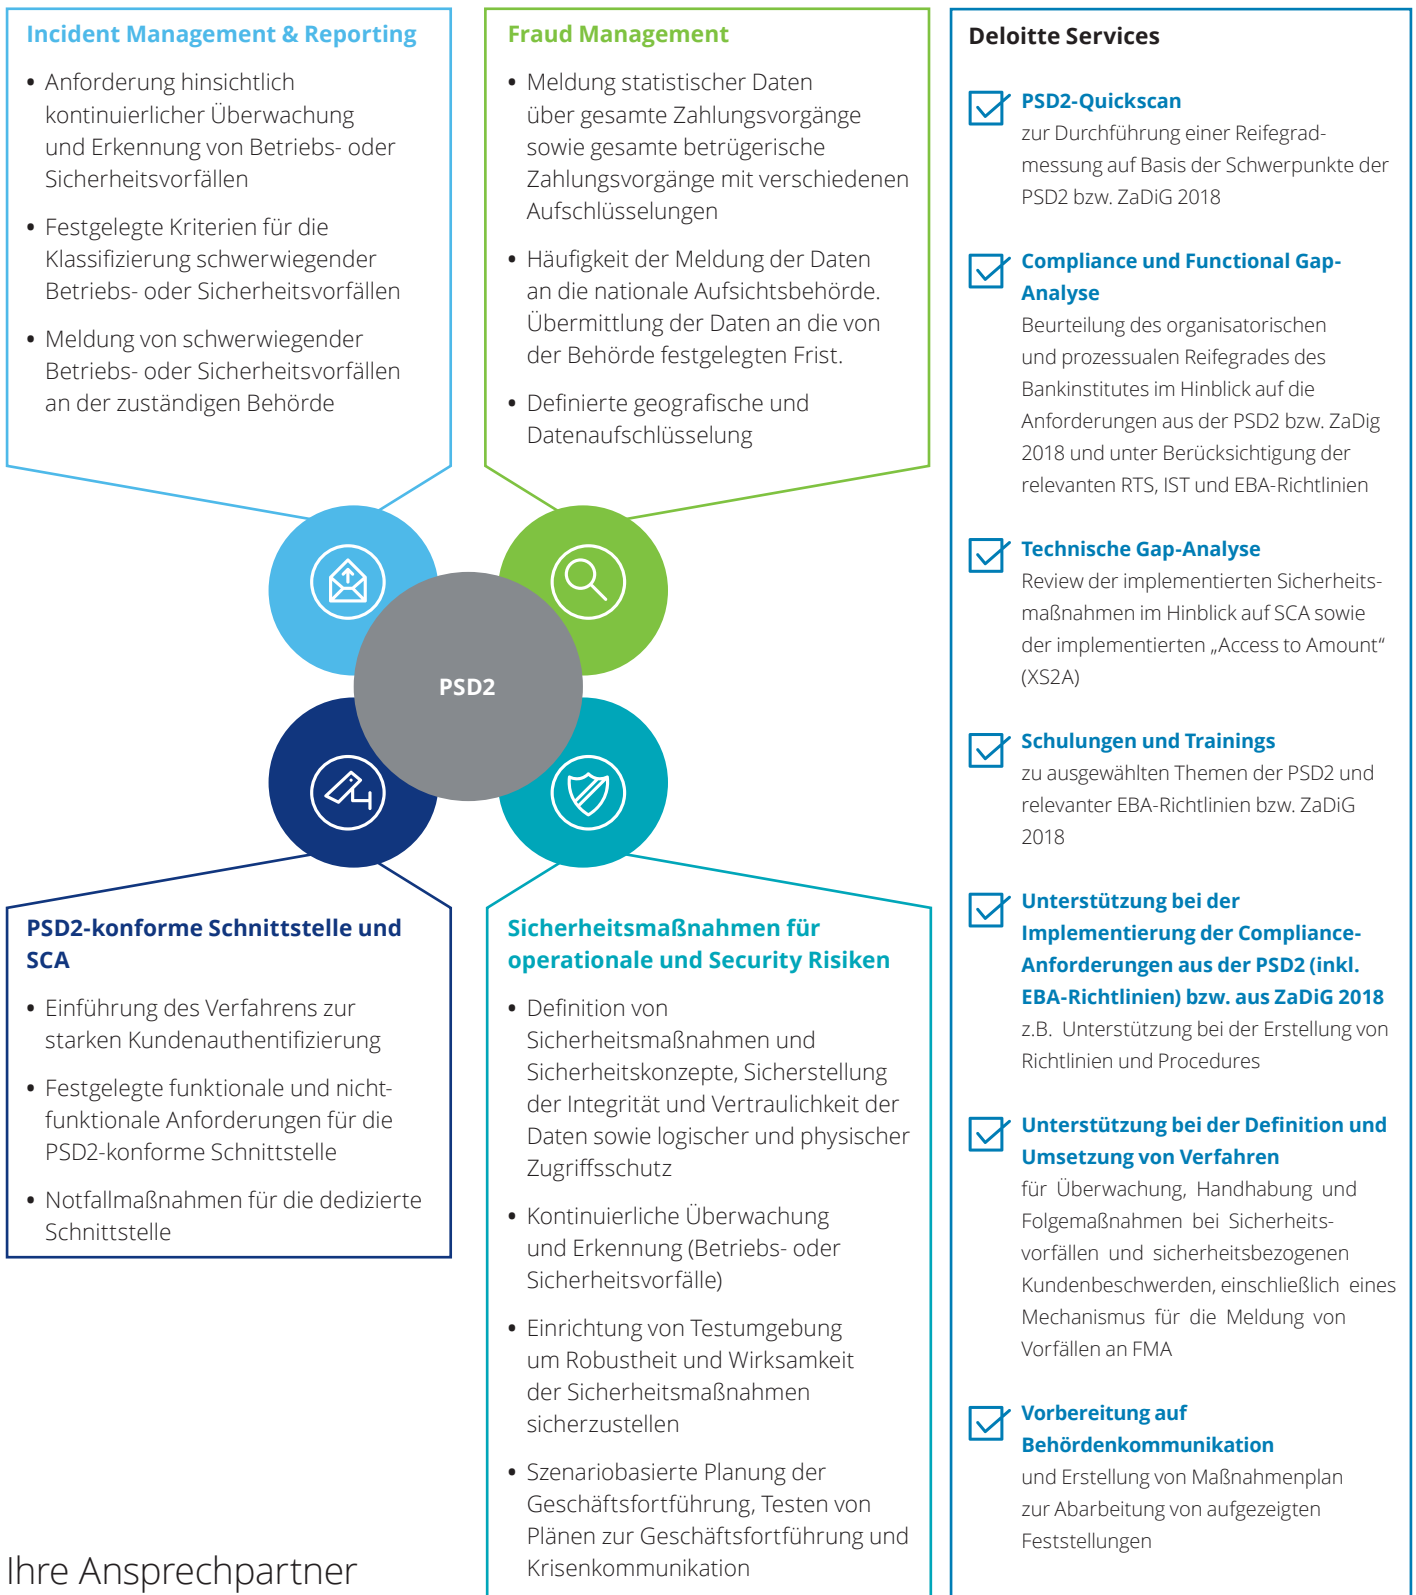 Incident Management & Reporting
• Anforderung hinsichtlich
kontinuierlicher Überwachung
und Erkennung von Betriebs- oder
Sicherheitsvorfällen
• Festgelegte Kriterien für die
Klassifizierung schwerwiegender
Betriebs- oder Sicherheitsvorfällen
• Meldung von schwerwiegender
Betriebs- oder Sicherheitsvorfällen
an der zuständigen Behörde
Fraud Management
• Meldung statistischer Daten
über gesamte Zahlungsvorgänge
sowie gesamte betrügerische
Zahlungsvorgänge mit verschiedenen
Aufschlüsselungen
• Häufigkeit der Meldung der Daten
an die nationale Aufsichtsbehörde.
Übermittlung der Daten an die von
der Behörde festgelegten Frist.
• Definierte geografische und
Datenaufschlüsselung
PSD2
PSD2-konforme Schnittstelle und
SCA
• Einführung des Verfahrens zur
starken Kundenauthentifizierung
• Festgelegte funktionale und nicht-
funktionale Anforderungen für die
PSD2-konforme Schnittstelle
• Notfallmaßnahmen für die dedizierte
Schnittstelle
Sicherheitsmaßnahmen für
operationale und Security Risiken
• Definition von
Sicherheitsmaßnahmen und
Sicherheitskonzepte, Sicherstellung
der Integrität und Vertraulichkeit der
Daten sowie logischer und physischer
Zugriffsschutz
• Kontinuierliche Überwachung
und Erkennung (Betriebs- oder
Sicherheitsvorfälle)
• Einrichtung von Testumgebung
um Robustheit und Wirksamkeit
der Sicherheitsmaßnahmen
sicherzustellen
• Szenariobasierte Planung der
Geschäftsfortführung, Testen von
Plänen zur Geschäftsfortführung und
Krisenkommunikation
Deloitte Services
PSD2-Quickscan
zur Durchführung einer Reifegrad-
messung auf Basis der Schwerpunkte der
PSD2 bzw. ZaDiG 2018
Compliance und Functional Gap-
Analyse
Beurteilung des organisatorischen
und prozessualen Reifegrades des
Bankinstitutes im Hinblick auf die
Anforderungen aus der PSD2 bzw. ZaDig
2018 und unter Berücksichtigung der
relevanten RTS, IST und EBA-Richtlinien
Technische Gap-Analyse
Review der implementierten Sicherheits-
maßnahmen im Hinblick auf SCA sowie
der implementierten „Access to Amount“
(XS2A)
Schulungen und Trainings
zu ausgewählten Themen der PSD2 und
relevanter EBA-Richtlinien bzw. ZaDiG
2018
Unterstützung bei der
Implementierung der Compliance-
Anforderungen aus der PSD2 (inkl.
EBA-Richtlinien) bzw. aus ZaDiG 2018
z.B. Unterstützung bei der Erstellung von
Richtlinien und Procedures
Unterstützung bei der Definition und
Umsetzung von Verfahren
für Überwachung, Handhabung und
Folgemaßnahmen bei Sicherheits-
vorfällen und sicherheitsbezogenen
Kundenbeschwerden, einschließlich eines
Mechanismus für die Meldung von
Vorfällen an FMA
Vorbereitung auf
Behördenkommunikation
und Erstellung von Maßnahmenplan
zur Abarbeitung von aufgezeigten
Feststellungen
Ihre Ansprechpartner